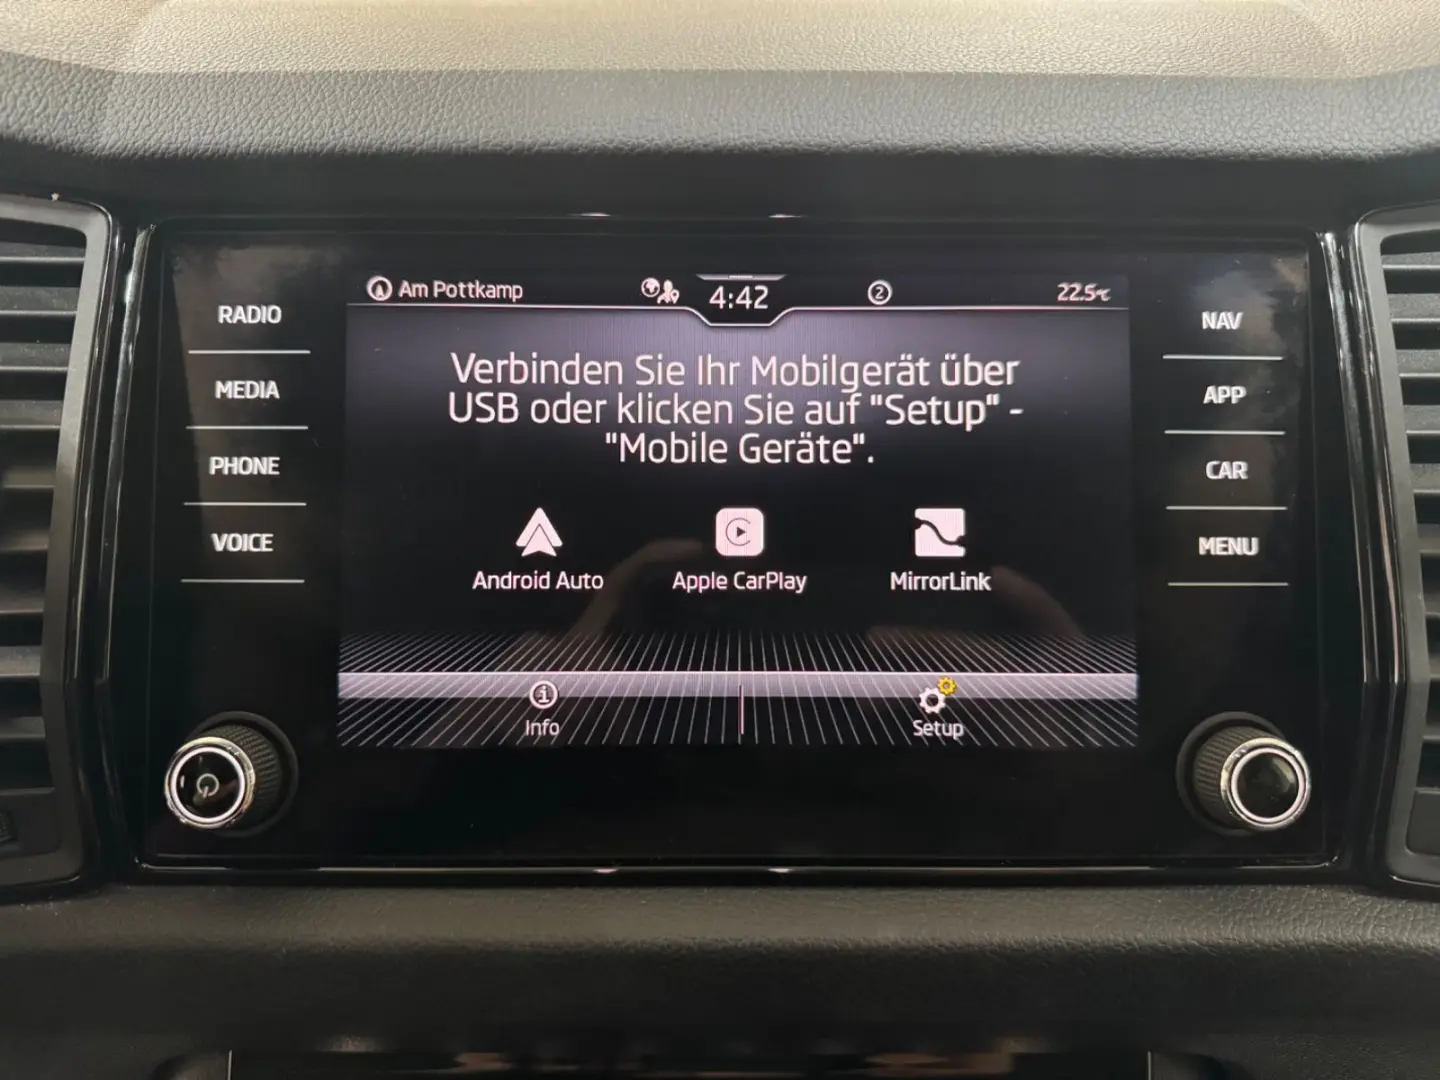 Am Pottkamp
4:42
2
22.5°C
RADIO
MEDIA
PHONE
VOICE
Verbinden Sie Ihr Mobilgerät über
USB oder klicken Sie auf "Setup" -
"Mobile Geräte".
Android Auto
Apple CarPlay
MirrorLink
Info
Setup
NAV
APP
CAR
MENU